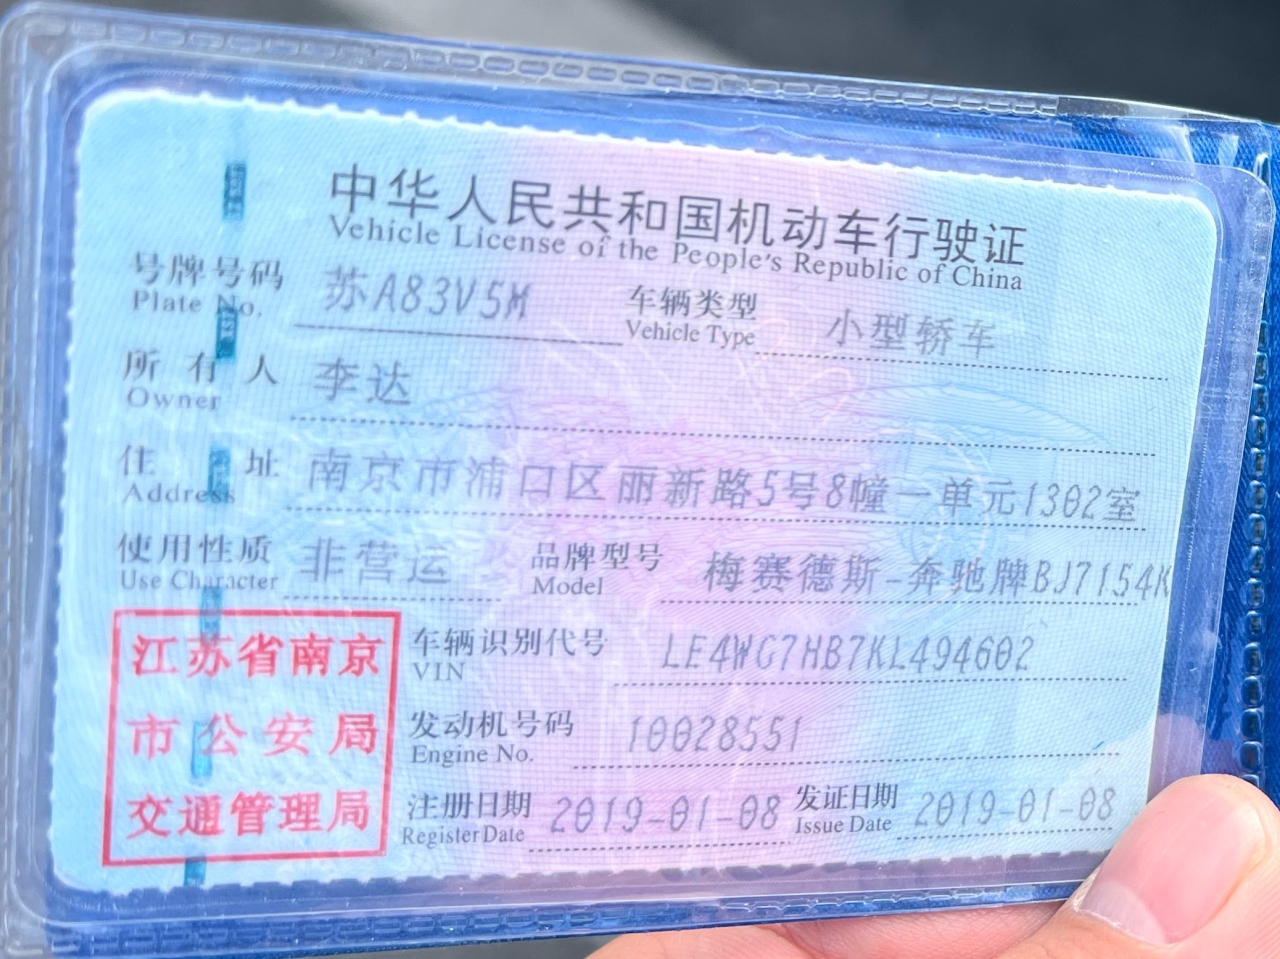 中华人民共和国机动车行驶证
Vehicle License of the People's Republic of China
号牌号码 苏A83V5M 车辆类型 小型轿车
Plate No. Vehicle Type
所有人 李达
Owner
住址 南京市浦口区丽新路5号8幢一单元1302室
Address
使用性质 非营运 品牌型号 梅赛德斯-奔驰牌BJ7154K
Use Character Model
江苏省南京
市公安局
交通管理局
车辆识别代号 LE4WG7HB7KL494602
VIN
发动机号码 10028551
Engine No.
注册日期 2019-01-08 发证日期 2019-01-08
Register Date Issue Date